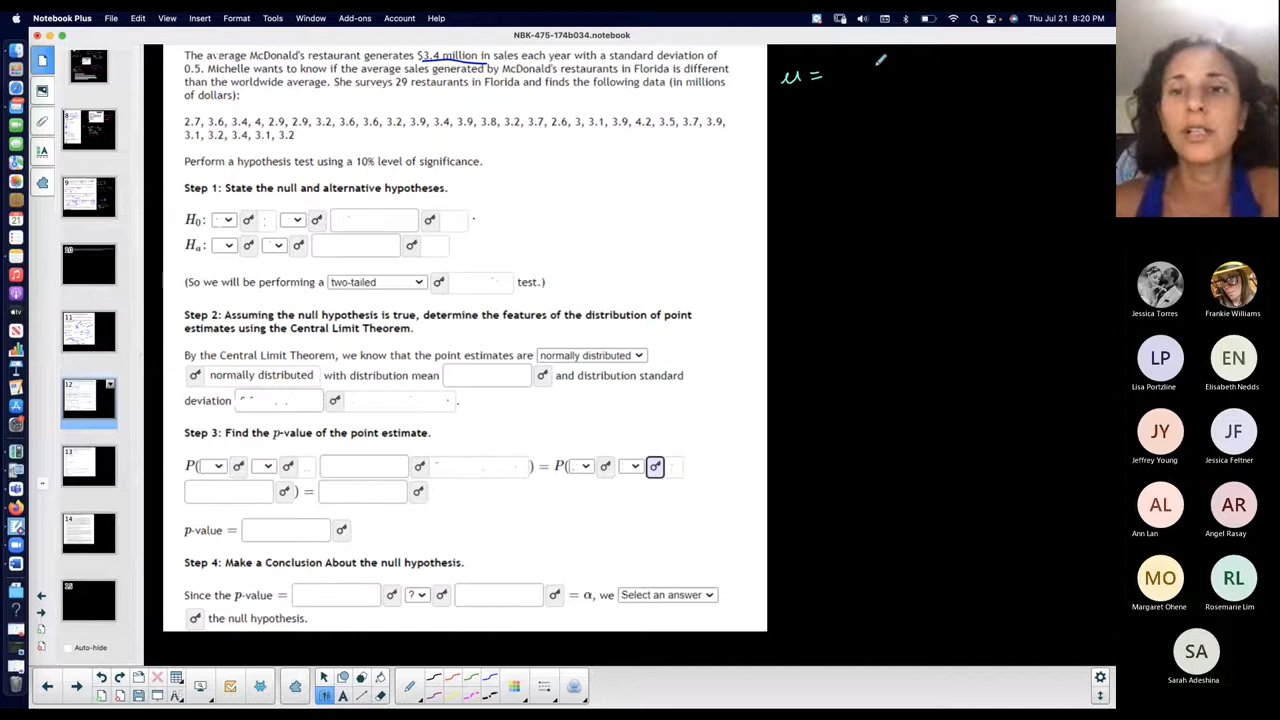 Notebook Plus File Edit View Insert Format Tools Window Add-ons Account Help
Thu Jul 21 8:20 PM
NBK-475-174b034.notebook
The average McDonald's restaurant generates $3.4 million in sales each year with a standard deviation of
0.5. Michelle wants to know if the average sales generated by McDonald's restaurants in Florida is different
than the worldwide average. She surveys 29 restaurants in Florida and finds the following data (in millions
of dollars):
2.7, 3.6, 3.4, 4, 2.9, 2.9, 3.2, 3.6, 3.6, 3.2, 3.9, 3.4, 3.9, 3.8, 3.2, 3.7, 2.6, 3, 3.1, 3.9, 4.2, 3.5, 3.7, 3.9,
3.1, 3.2, 3.4, 3.1, 3.2
Perform a hypothesis test using a 10% level of significance.
Step 1: State the null and alternative hypotheses.
H0:
Ha:
(So we will be performing a two-tailed test.)
Step 2: Assuming the null hypothesis is true, determine the features of the distribution of point
estimates using the Central Limit Theorem.
By the Central Limit Theorem, we know that the point estimates are normally distributed
normally distributed with distribution mean and distribution standard
deviation .
Step 3: Find the p-value of the point estimate.
P( ) = P(
) =
p-value =
Step 4: Make a Conclusion About the null hypothesis.
Since the p-value = ? = α, we Select an answer
the null hypothesis.
μ =
8
9
10
11
12
13
14
Auto-hide
Jessica Torres
Frankie Williams
LP
EN
Lisa Portzline
Elisabeth Nedds
JY
JF
Jeffrey Young
Jessica Feltner
AL
AR
Ann Lan
Angel Rasay
MO
RL
Margaret Ohene
Rosemarie Lim
SA
Sarah Adeshina